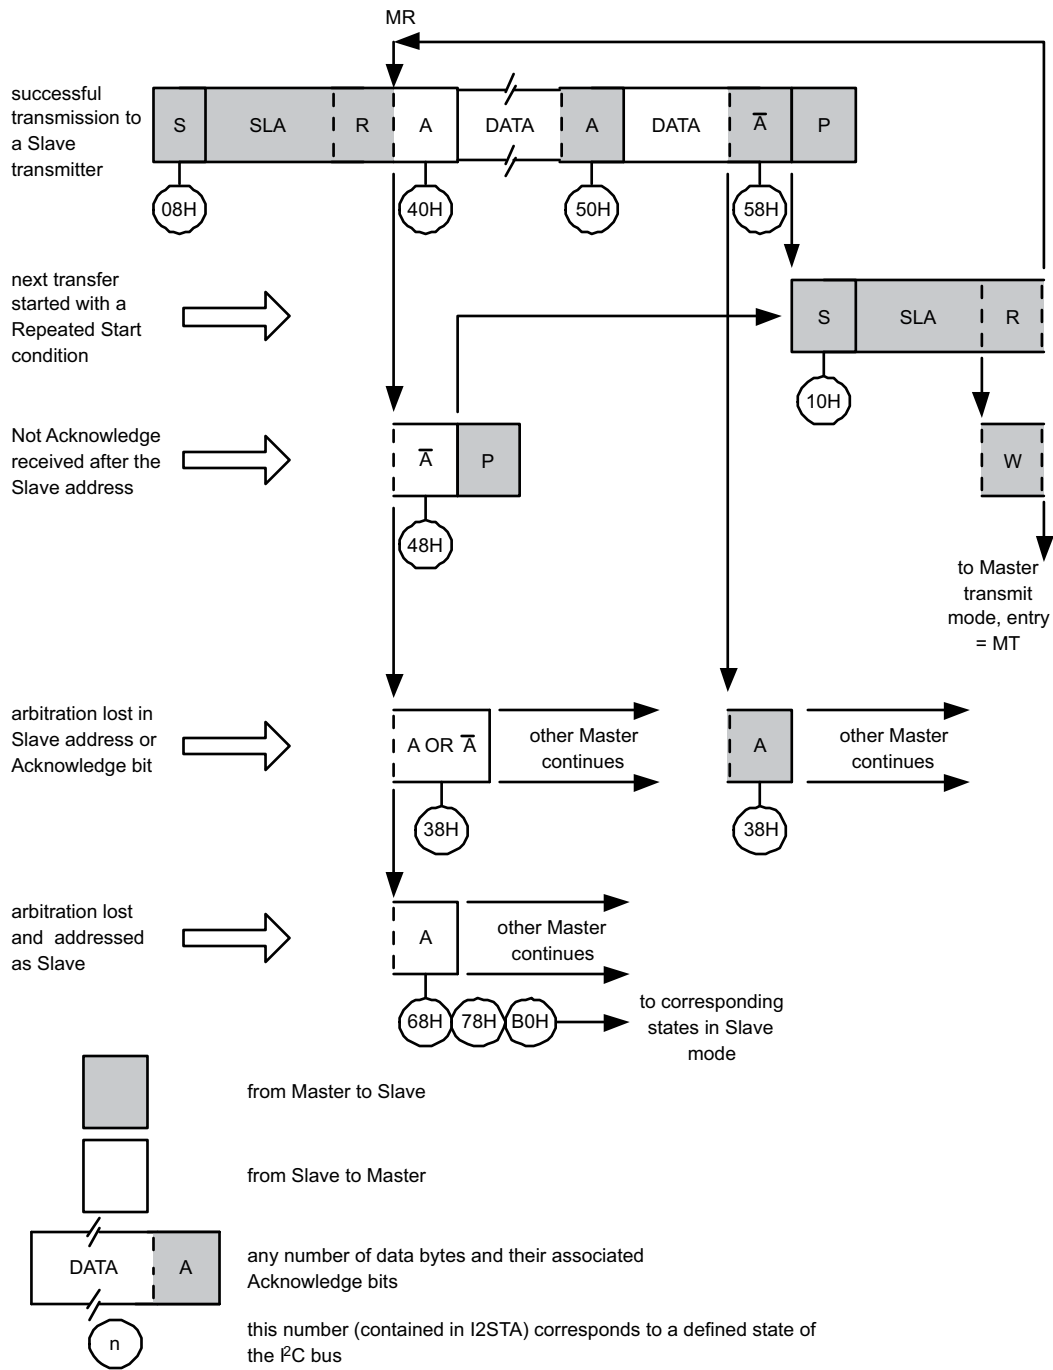 MR
successful
transmission to
a Slave
transmitter
S SLA R A DATA A DATA A̅ P
08H 40H 50H 58H
next transfer
started with a
Repeated Start
condition
S SLA R
10H
Not Acknowledge
received after the
Slave address
A̅ P
W
48H
to Master
transmit
mode, entry
= MT
arbitration lost in
Slave address or
Acknowledge bit
A OR A̅
other Master
continues
A
other Master
continues
38H 38H
arbitration lost
and addressed
as Slave
A
other Master
continues
68H 78H B0H
to corresponding
states in Slave
mode
from Master to Slave
from Slave to Master
DATA A
any number of data bytes and their associated
Acknowledge bits
n
this number (contained in I2STA) corresponds to a defined state of
the I²C bus